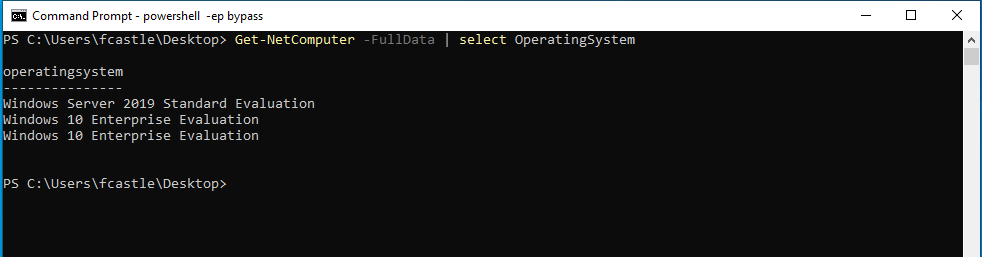 Command Prompt - powershell -ep bypass
PS C:\Users\fcastle\Desktop> Get-NetComputer -FullData | select OperatingSystem
operatingsystem
---------------
Windows Server 2019 Standard Evaluation
Windows 10 Enterprise Evaluation
Windows 10 Enterprise Evaluation
PS C:\Users\fcastle\Desktop>